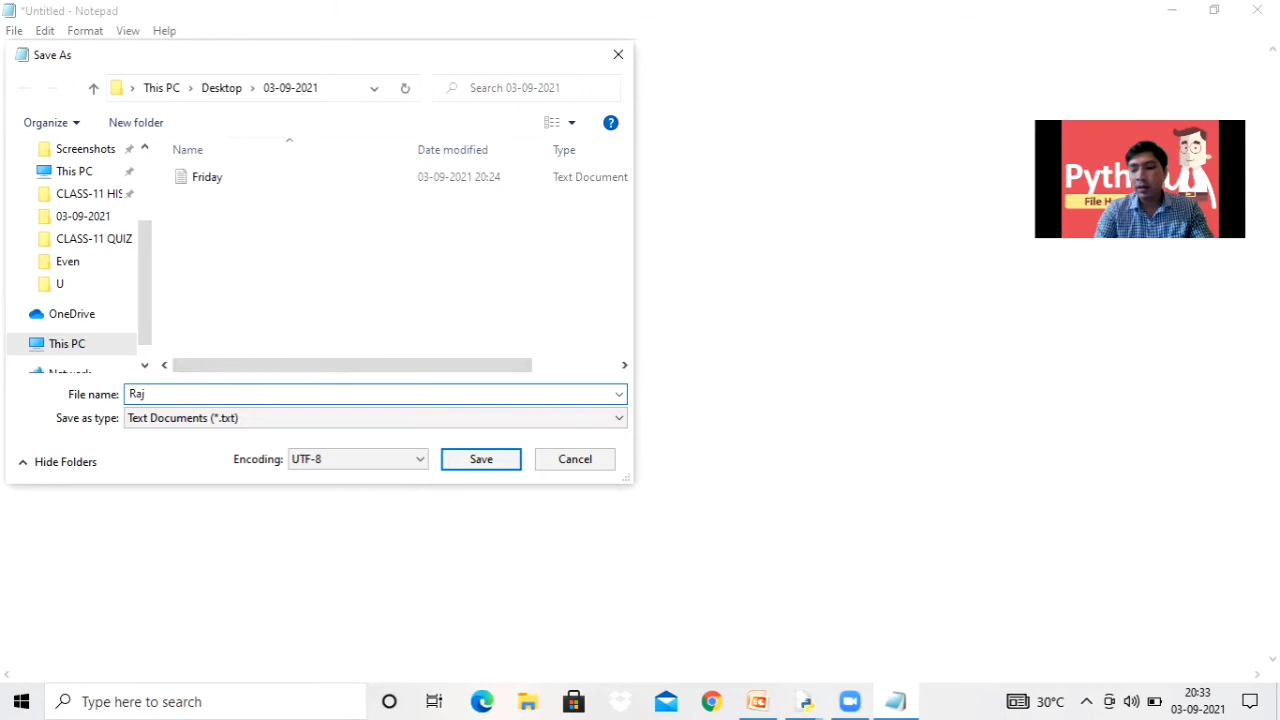 *Untitled - Notepad
File Edit Format View Help
Save As
This PC > Desktop > 03-09-2021
Search 03-09-2021
Organize
New folder
Screenshots
This PC
CLASS-11 HIS
03-09-2021
CLASS-11 QUIZ
Even
U
OneDrive
This PC
Network
Name Date modified Type
Friday 03-09-2021 20:24 Text Document
File name: Raj
Save as type: Text Documents (*.txt)
Hide Folders
Encoding: UTF-8
Save
Cancel
Pyth
File H
Type here to search
30°C
20:33
03-09-2021